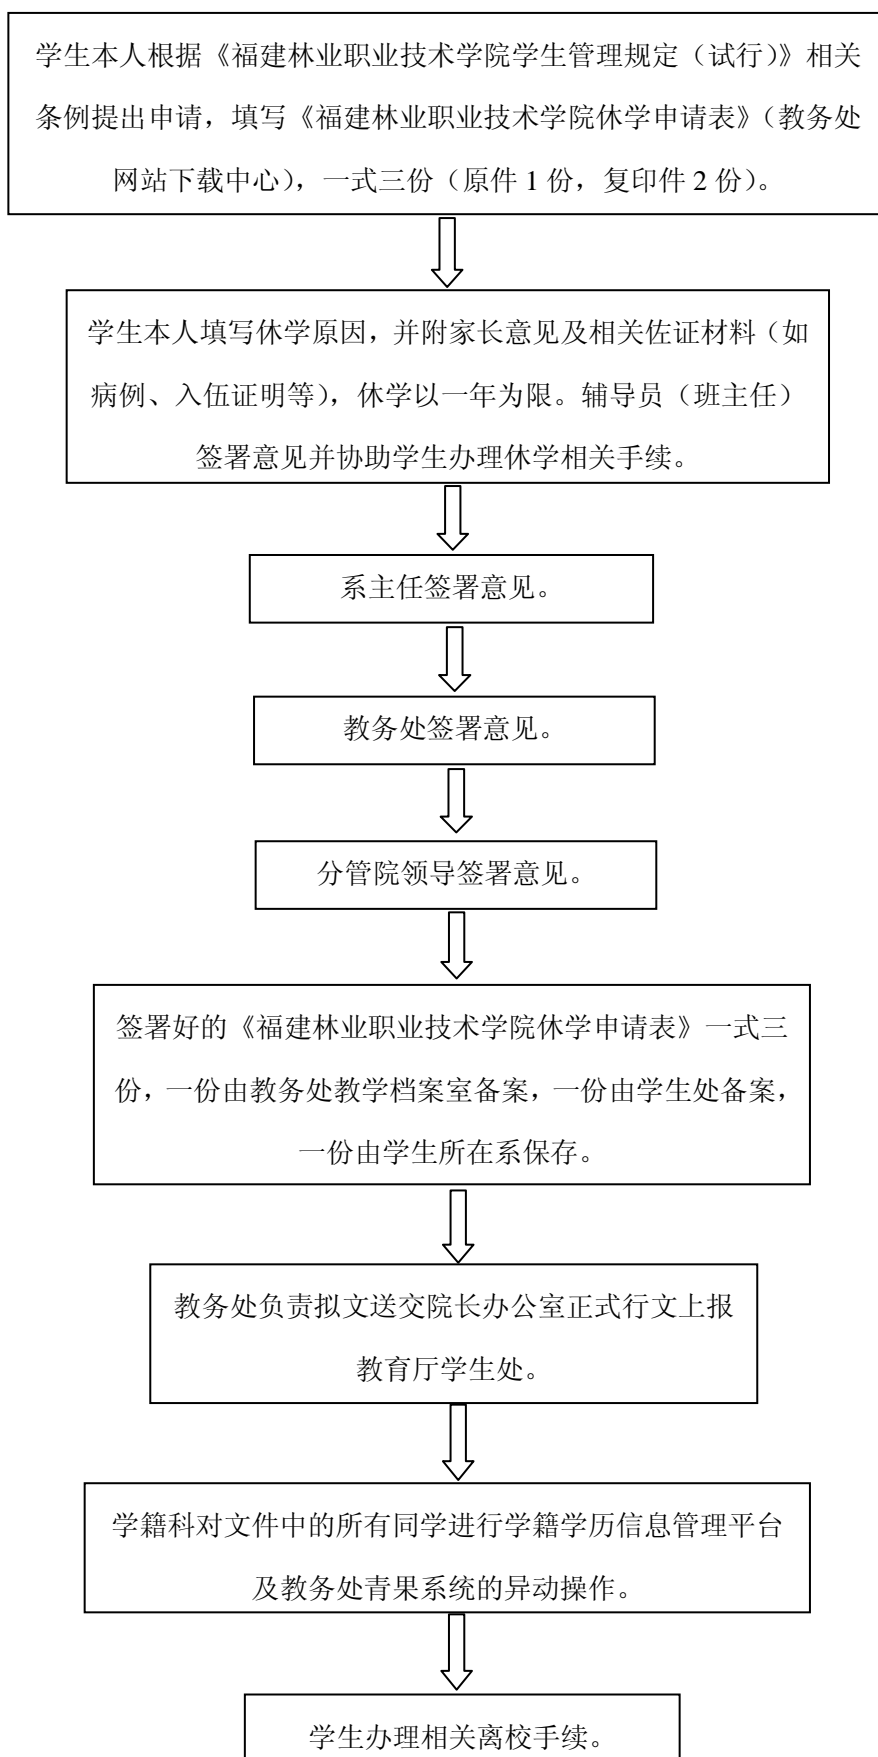 学生本人根据《福建林业职业技术学院学生管理规定（试行）》相关
条例提出申请，填写《福建林业职业技术学院休学申请表》（教务处
网站下载中心），一式三份（原件 1 份，复印件 2 份）。
学生本人填写休学原因，并附家长意见及相关佐证材料（如
病例、入伍证明等），休学以一年为限。辅导员（班主任）
签署意见并协助学生办理休学相关手续。
系主任签署意见。
教务处签署意见。
分管院领导签署意见。
签署好的《福建林业职业技术学院休学申请表》一式三
份，一份由教务处教学档案室备案，一份由学生处备案，
一份由学生所在系保存。
教务处负责拟文送交院长办公室正式行文上报
教育厅学生处。
学籍科对文件中的所有同学进行学籍学历信息管理平台
及教务处青果系统的异动操作。
学生办理相关离校手续。